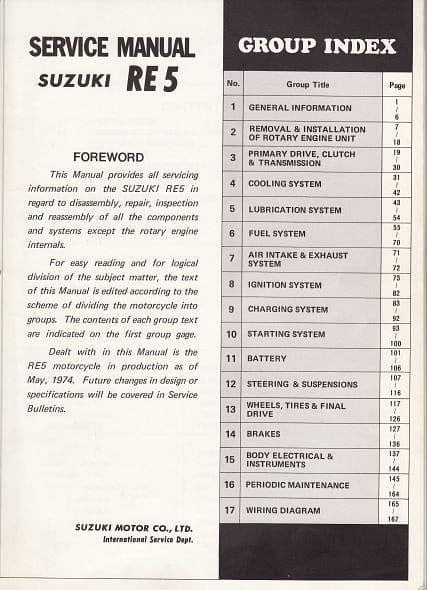 SERVICE MANUAL
SUZUKI RE5
FOREWORD
This Manual provides all servicing
information on the SUZUKI RE5 in
regard to disassembly, repair, inspection
and reassembly of all the components
and systems except the rotary engine
internals.
For easy reading and for logical
division of the subject matter, the text
of this Manual is edited according to the
scheme of dividing the motorcycle into
groups. The contents of each group text
are indicated on the first group gage.
Dealt with in this Manual is the
RE5 motorcycle in production as of
May, 1974. Future changes in design or
specifications will be covered in Service
Bulletins.
SUZUKI MOTOR CO., LTD.
International Service Dept.
GROUP INDEX
No. Group Title Page
1 GENERAL INFORMATION 1 / 6
2 REMOVAL & INSTALLATION
OF ROTARY ENGINE UNIT 7 / 18
3 PRIMARY DRIVE, CLUTCH
& TRANSMISSION 19 / 30
4 COOLING SYSTEM 31 / 42
5 LUBRICATION SYSTEM 43 / 54
6 FUEL SYSTEM 55 / 70
7 AIR INTAKE & EXHAUST
SYSTEM 71 / 72
8 IGNITION SYSTEM 73 / 82
9 CHARGING SYSTEM 83 / 92
10 STARTING SYSTEM 93 / 100
11 BATTERY 101 / 106
12 STEERING & SUSPENSIONS 107 / 116
13 WHEELS, TIRES & FINAL
DRIVE 117 / 126
14 BRAKES 127 / 136
15 BODY ELECTRICAL &
INSTRUMENTS 137 / 144
16 PERIODIC MAINTENANCE 145 / 164
17 WIRING DIAGRAM 165 / 167